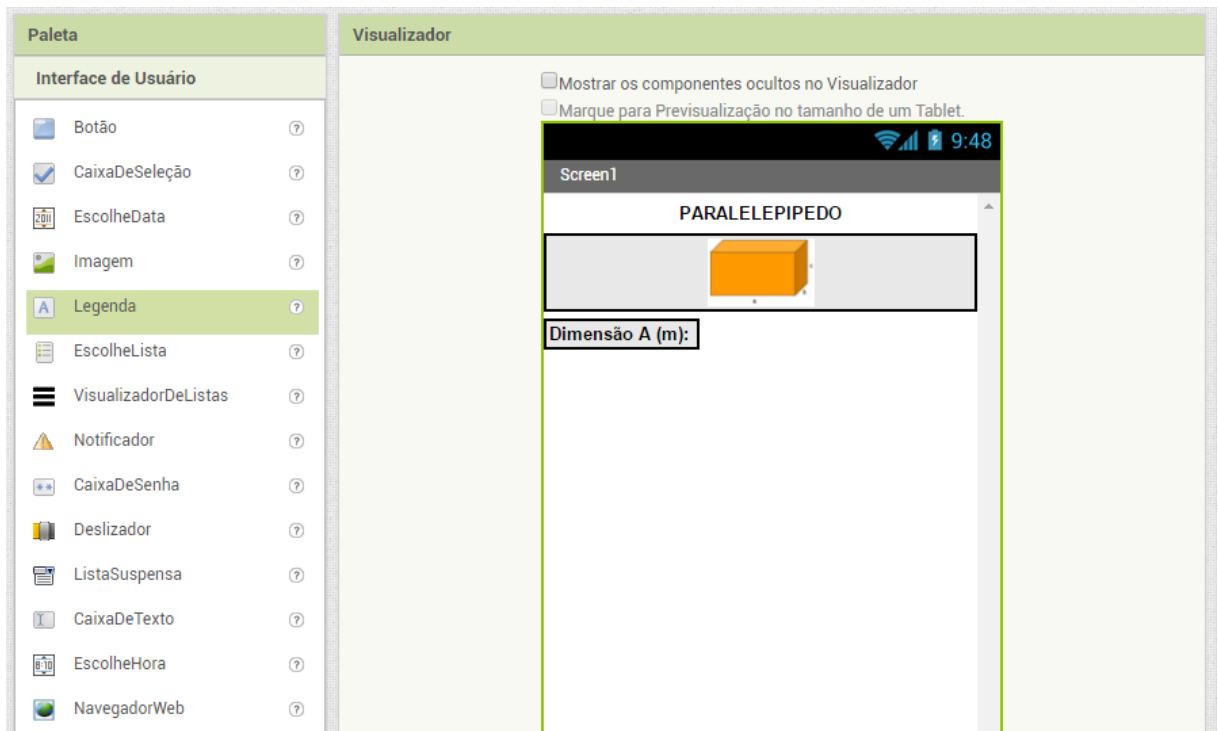 Paleta
Interface de Usuário
Botão
CaixaDeSeleção
EscolheData
Imagem
Legenda
EscolheLista
VisualizadorDeListas
Notificador
CaixaDeSenha
Deslizador
ListaSuspensa
CaixaDeTexto
EscolheHora
NavegadorWeb
Visualizador
Mostrar os componentes ocultos no Visualizador
Marque para Previsualização no tamanho de um Tablet.
9:48
Screen1
PARALELEPIPEDO
Dimensão A (m):